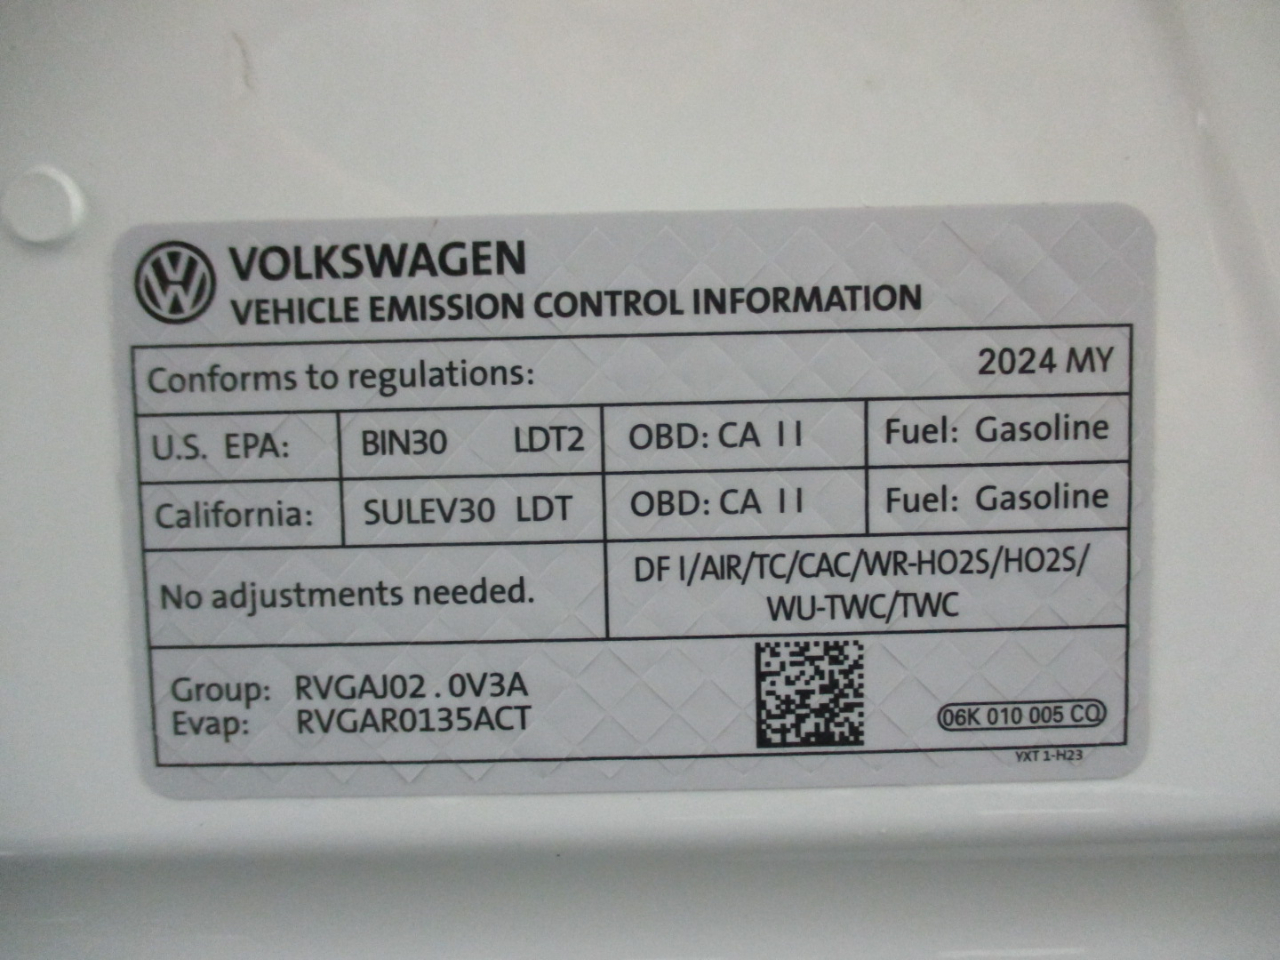 VOLKSWAGEN
VEHICLE EMISSION CONTROL INFORMATION
Conforms to regulations: 2024 MY
U.S. EPA: BIN30 LDT2 OBD: CA II Fuel: Gasoline
California: SULEV30 LDT OBD: CA II Fuel: Gasoline
No adjustments needed.
DFI/AIR/TC/CAC/WR-HO2S/HO2S/
WU-TWC/TWC
Group: RVGAJ02.0V3A
Evap: RVGAR0135ACT
06K 010 005 CQ
YXT 1-H23